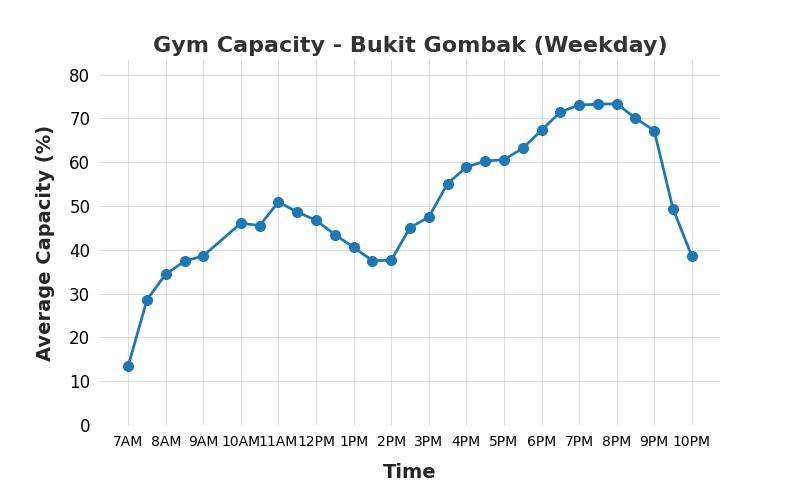 Gym Capacity - Bukit Gombak (Weekday)
80
70
60
50
40
30
20
10
0
Average Capacity (%)
7AM 8AM 9AM 10AM 11AM 12PM 1PM 2PM 3PM 4PM 5PM 6PM 7PM 8PM 9PM 10PM
Time